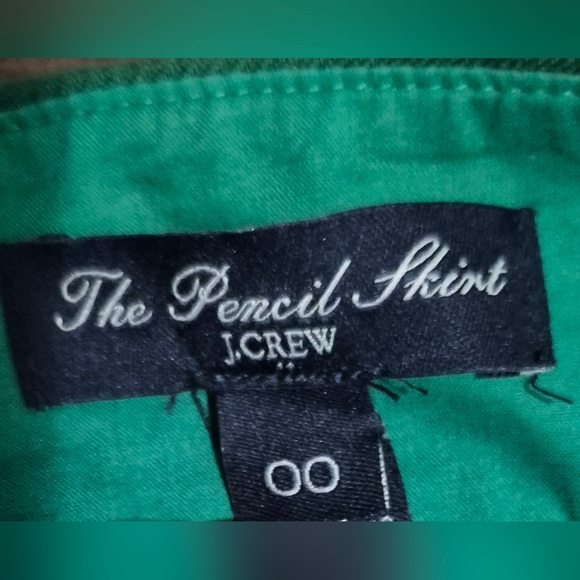 The Pencil Skirt
J.CREW
00